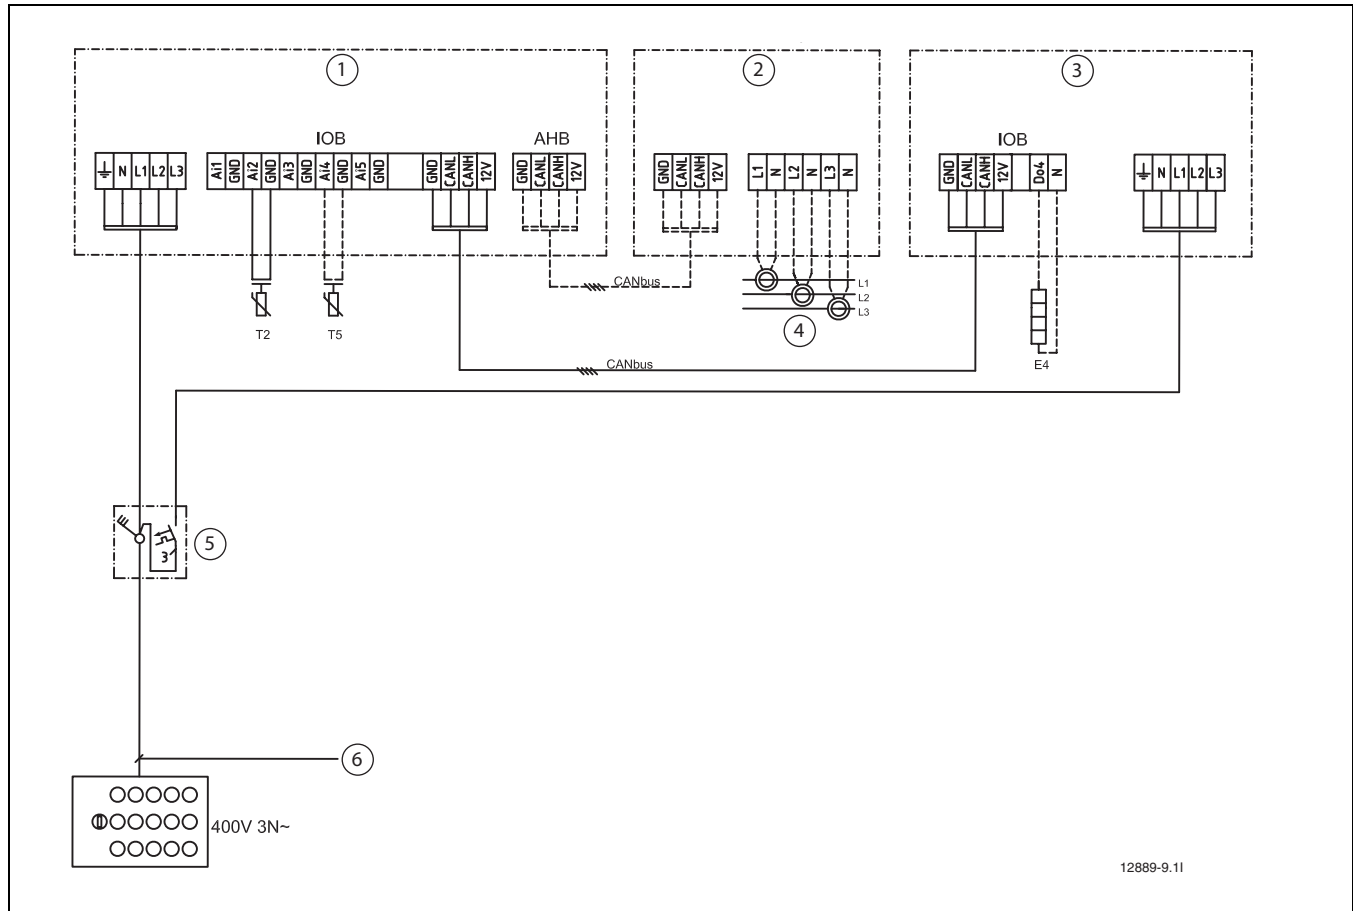 1
2
3
IOB
AHB
IOB
N L1 L2 L3
Ai1 GND Ai2 GND Ai3 GND Ai4 GND Ai5 GND
GND CANL CANH 12V
GND CANL CANH 12V
GND CANL CANH 12V
L1 N L2 N L3 N
GND CANL CANH 12V
Do4 N
N L1 L2 L3
CANbus
L1
L2
L3
T2
T5
4
CANbus
E4
3
5
6
400V 3N~
12889-9.1I